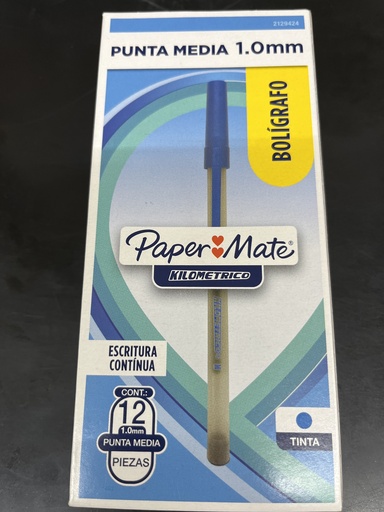 2129424
PUNTA MEDIA 1.0mm
BOLÍGRAFO
Paper Mate®
KILOMETRICO
ESCRITURA
CONTÍNUA
CONT.:
12
1.0mm
PUNTA MEDIA
PIEZAS
TINTA